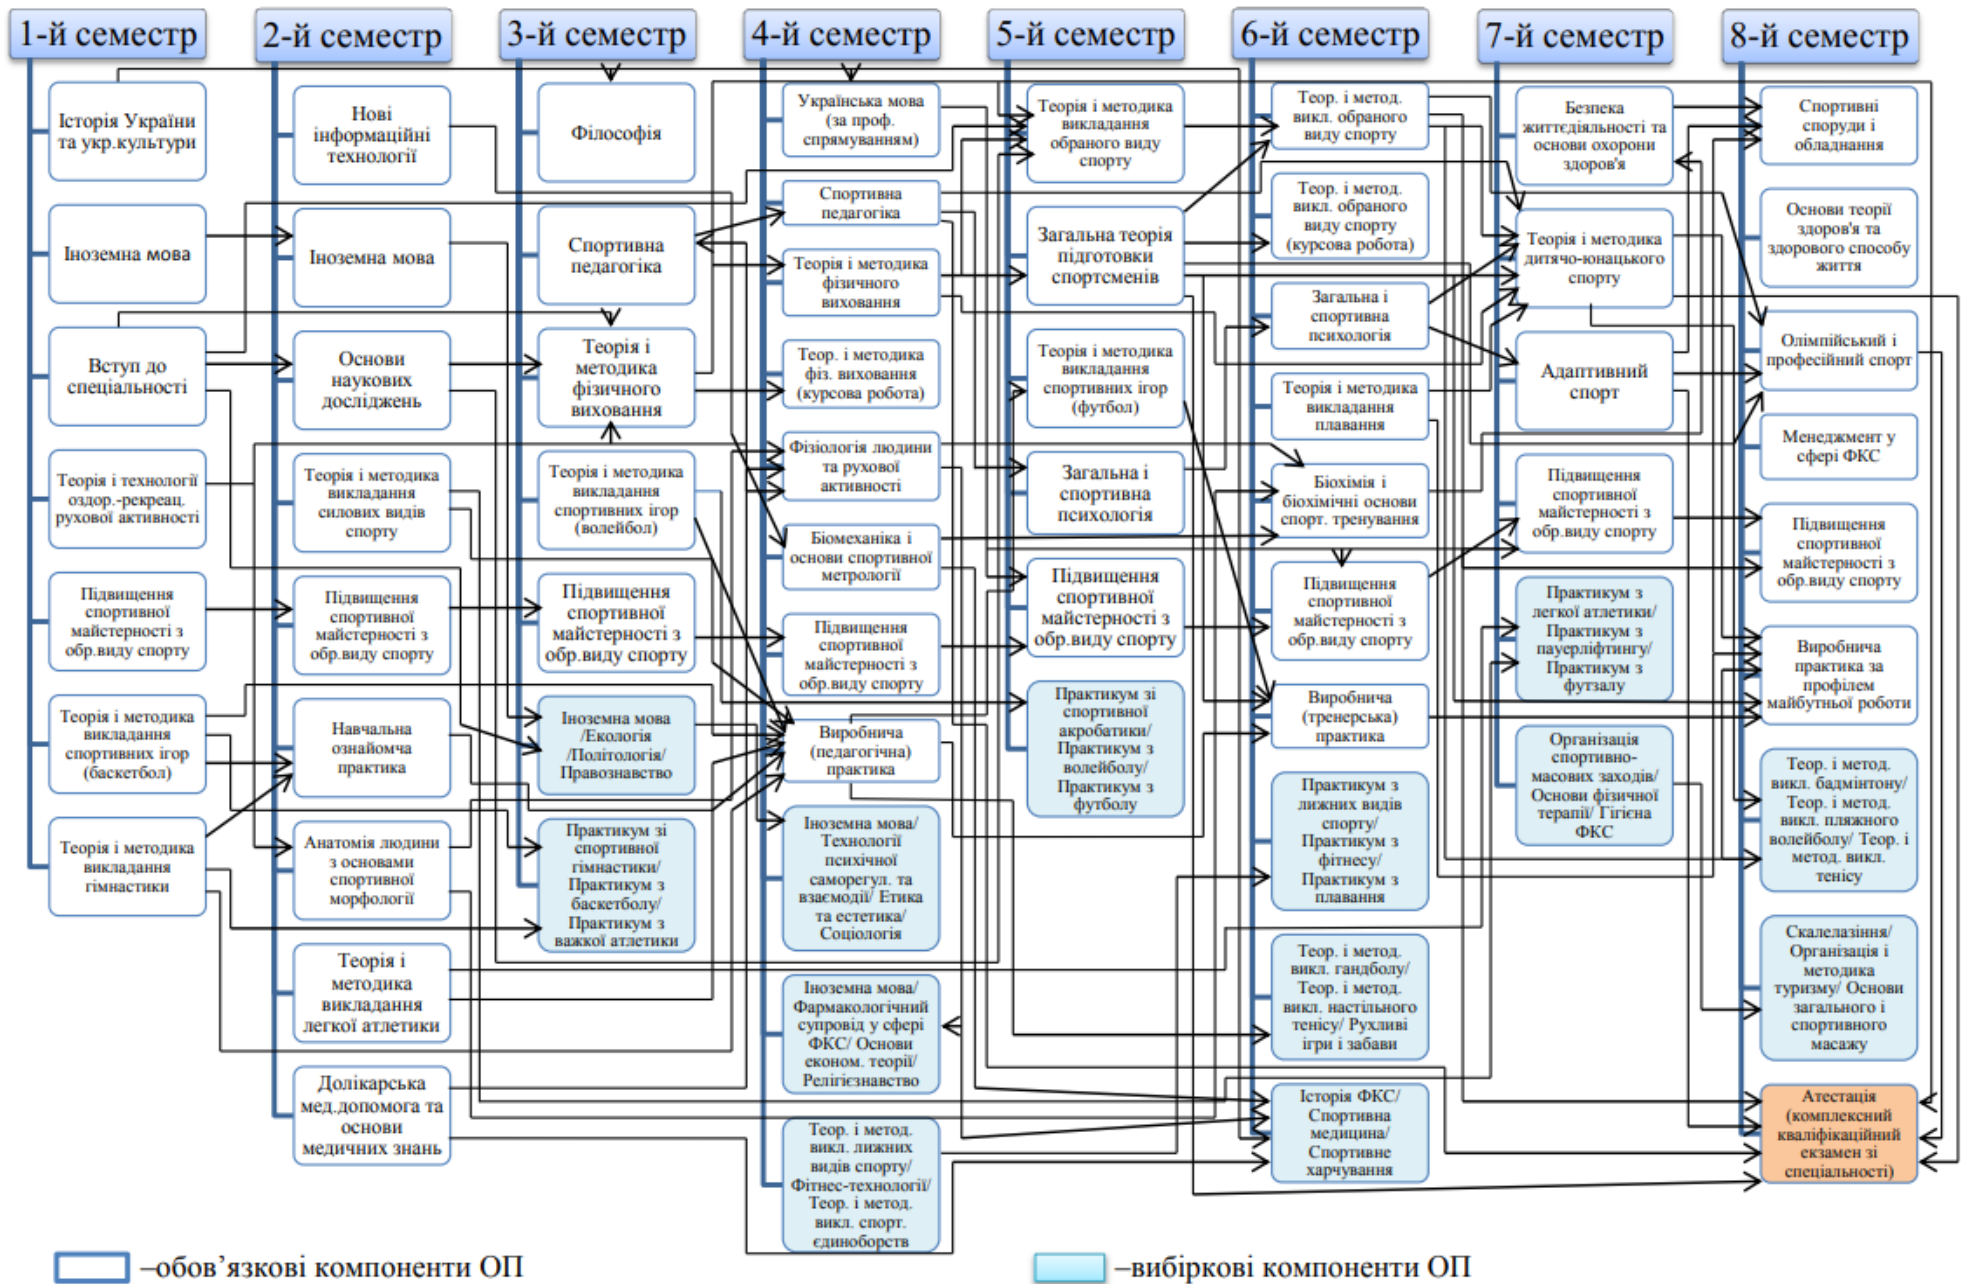 1-й семестр
Історія України
та укр.культури
Іноземна мова
Вступ до
спеціальності
Теорія і технології
оздор.-рекреац.
рухової активності
Підвищення
спортивної
майстерності з
обр.виду спорту
Теорія і методика
викладання
спортивних ігор
(баскетбол)
Теорія і методика
викладання
гімнастики
2-й семестр
Нові
інформаційні
технології
Іноземна мова
Основи
наукових
досліджень
Теорія і методика
викладання
силових видів
спорту
Підвищення
спортивної
майстерності з
обр.виду спорту
Навчальна
ознайомча
практика
Анатомія людини
з основами
спортивної
морфології
Теорія і
методика
викладання
легкої атлетики
Долікарська
мед.допомога та
основи
медичних знань
3-й семестр
Філософія
Спортивна
педагогіка
Теорія і
методика
фізичного
виховання
Теорія і методика
викладання
спортивних ігор
(волейбол)
Підвищення
спортивної
майстерності з
обр.виду спорту
Іноземна мова
/Екологія
/Політологія/
Правознавство
Практикум зі
спортивної
гімнастики/
Практикум з
баскетболу/
Практикум з
важкої атлетики
4-й семестр
Українська мова
(за проф.
спрямуванням)
Спортивна
педагогіка
Теорія і методика
фізичного
виховання
Теор. і методика
фіз. виховання
(курсова робота)
Фізіологія людини
та рухової
активності
Біомеханіка і
основи спортивної
метрології
Підвищення
спортивної
майстерності з
обр.виду спорту
Виробнича
(педагогічна)
практика
Іноземна мова/
Технології
психічної
саморегул. та
взаємодії/ Етика
та естетика/
Соціологія
Іноземна мова/
Фармакологічний
супровід у сфері
ФКС/ Основи
економ. теорії/
Релігієзнавство
Теор. і метод.
викл. лижних
видів спорту/
Фітнес-технології/
Теор. і метод.
викл. спорт.
єдиноборств
5-й семестр
Теорія і методика
викладання
обраного виду
спорту
Загальна теорія
підготовки
спортсменів
Теорія і методика
викладання
спортивних ігор
(футбол)
Загальна і
спортивна
психологія
Підвищення
спортивної
майстерності з
обр.виду спорту
Практикум зі
спортивної
акробатики/
Практикум з
волейболу/
Практикум з
футболу
6-й семестр
Теор. і метод.
викл. обраного
виду спорту
Теор. і метод.
викл. обраного
виду спорту
(курсова робота)
Загальна і
спортивна
психологія
Теорія і методика
викладання
плавання
Біохімія і
біохімічні основи
спорт. тренування
Підвищення
спортивної
майстерності з
обр.виду спорту
Виробнича
(тренерська)
практика
Практикум з
лижних видів
спорту/
Практикум з
фітнесу/
Практикум з
плавання
Теор. і метод.
викл. гандболу/
Теор. і метод.
викл. настільного
тенісу/ Рухливі
ігри і забави
Історія ФКС/
Спортивна
медицина/
Спортивне
харчування
7-й семестр
Безпека
життєдіяльності та
основи охорони
здоров'я
Теорія і методика
дитячо-юнацького
спорту
Адаптивний
спорт
Підвищення
спортивної
майстерності з
обр.виду спорту
Практикум з
легкої атлетики/
Практикум з
пауерліфтингу/
Практикум з
футзалу
Організація
спортивно-
масових заходів/
Основи фізичної
терапії/ Гігієна
ФКС
8-й семестр
Спортивні
споруди і
обладнання
Основи теорії
здоров'я та
здорового способу
життя
Олімпійський і
професійний спорт
Менеджмент у
сфері ФКС
Підвищення
спортивної
майстерності з
обр.виду спорту
Виробнича
практика за
профілем
майбутньої роботи
Теор. і метод.
викл. бадмінтону/
Теор. і метод.
викл. пляжного
волейболу/ Теор. і
метод. викл.
тенісу
Скалелазіння/
Організація і
методика
туризму/ Основи
загального і
спортивного
масажу
Атестація
(комплексний
кваліфікаційний
екзамен зі
спеціальності)
–обов’язкові компоненти ОП
–вибіркові компоненти ОП